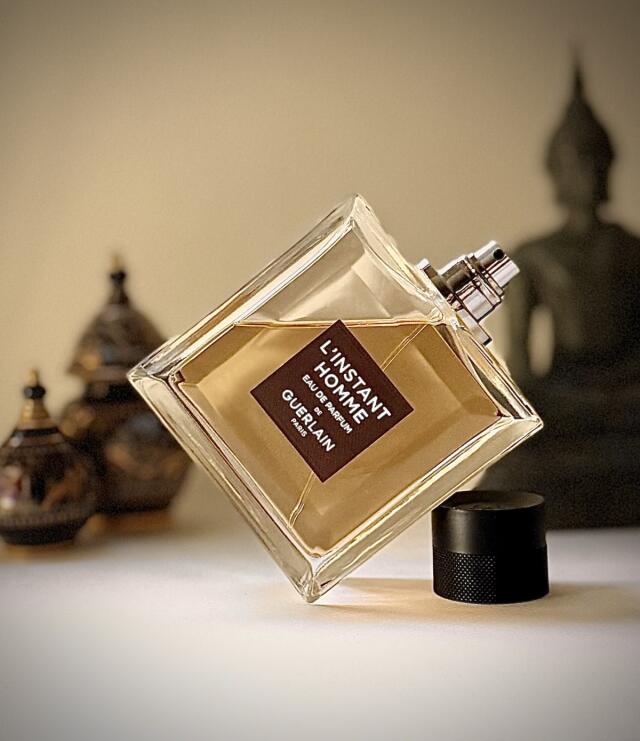 L'INSTANT
HOMME
EAU DE PARFUM
DE
GUERLAIN
PARIS